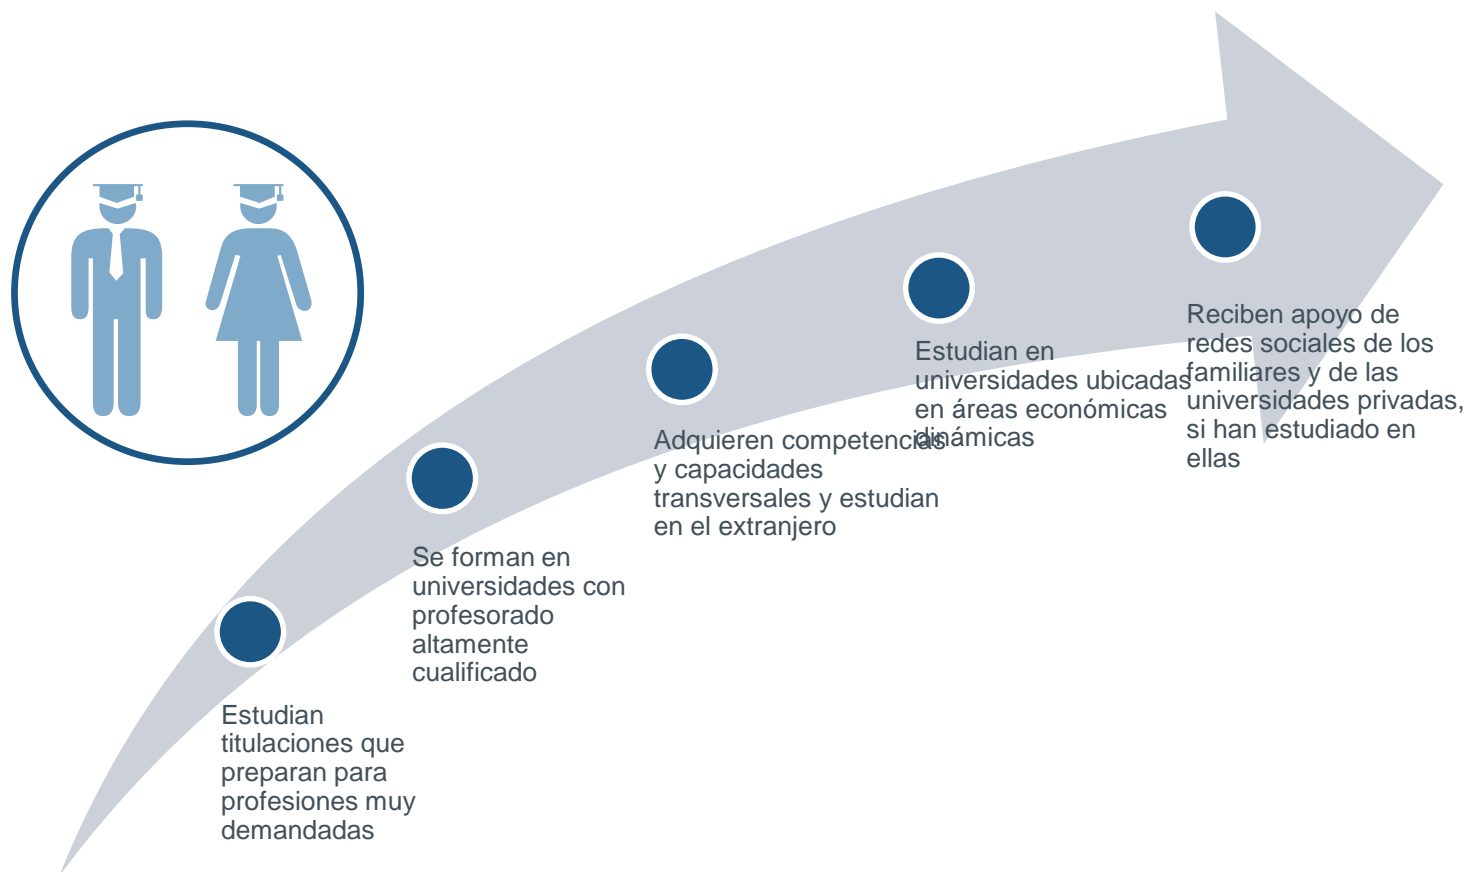 Estudian
titulaciones que
preparan para
profesiones muy
demandadas
Se forman en
universidades con
profesorado
altamente
cualificado
Adquieren competencias
y capacidades
transversales y estudian
en el extranjero
Estudian en
universidades ubicadas
en áreas económicas
dinámicas
Reciben apoyo de
redes sociales de los
familiares y de las
universidades privadas,
si han estudiado en
ellas